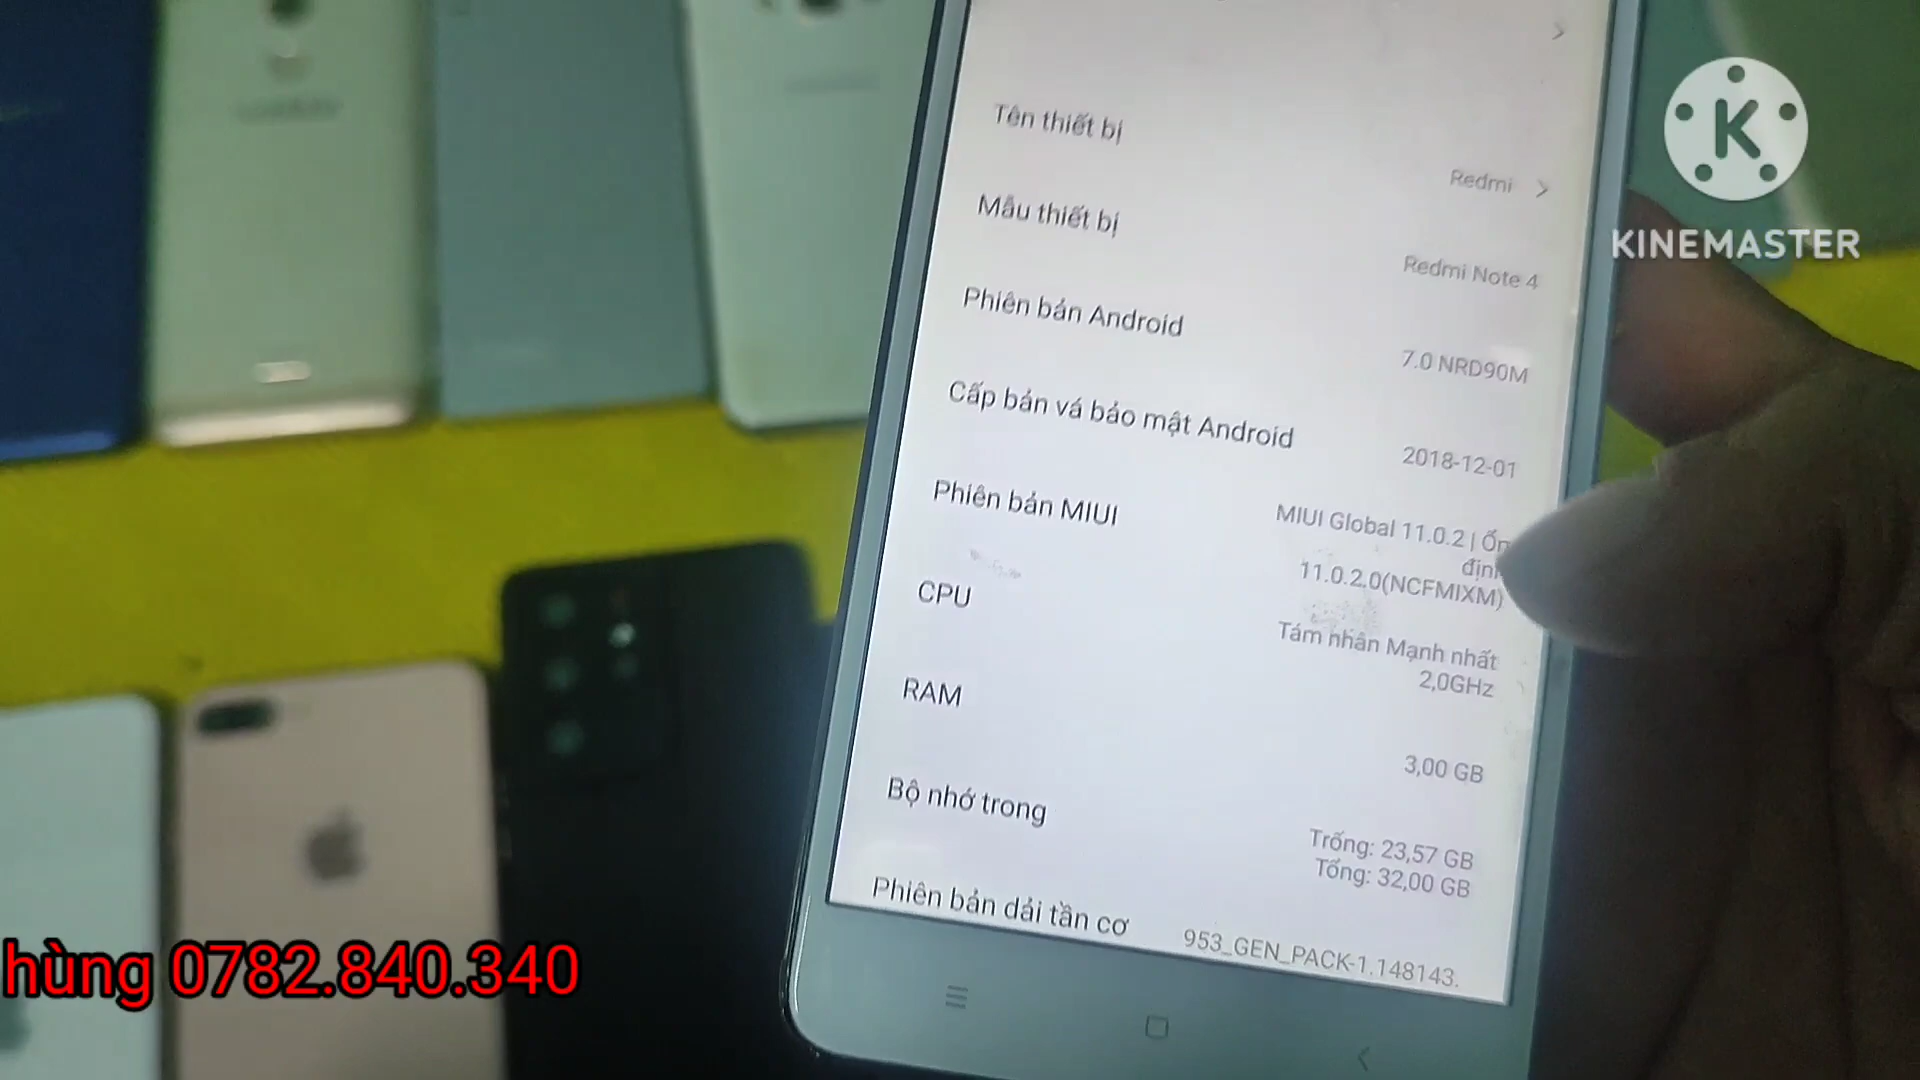 Tên thiết bị
Redmi
Mẫu thiết bị
Redmi Note 4
Phiên bản Android
7.0 NRD90M
Cấp bản vá bảo mật Android
2018-12-01
Phiên bản MIUI
MIUI Global 11.0.2 | Ổn
định
11.0.2.0(NCFMIXM)
CPU
Tám nhân Mạnh nhất
2,0GHz
RAM
3,00 GB
Bộ nhớ trong
Trống: 23,57 GB
Tổng: 32,00 GB
Phiên bản dải tần cơ
953_GEN_PACK-1.148143.
K
KINEMASTER
hùng 0782.840.340